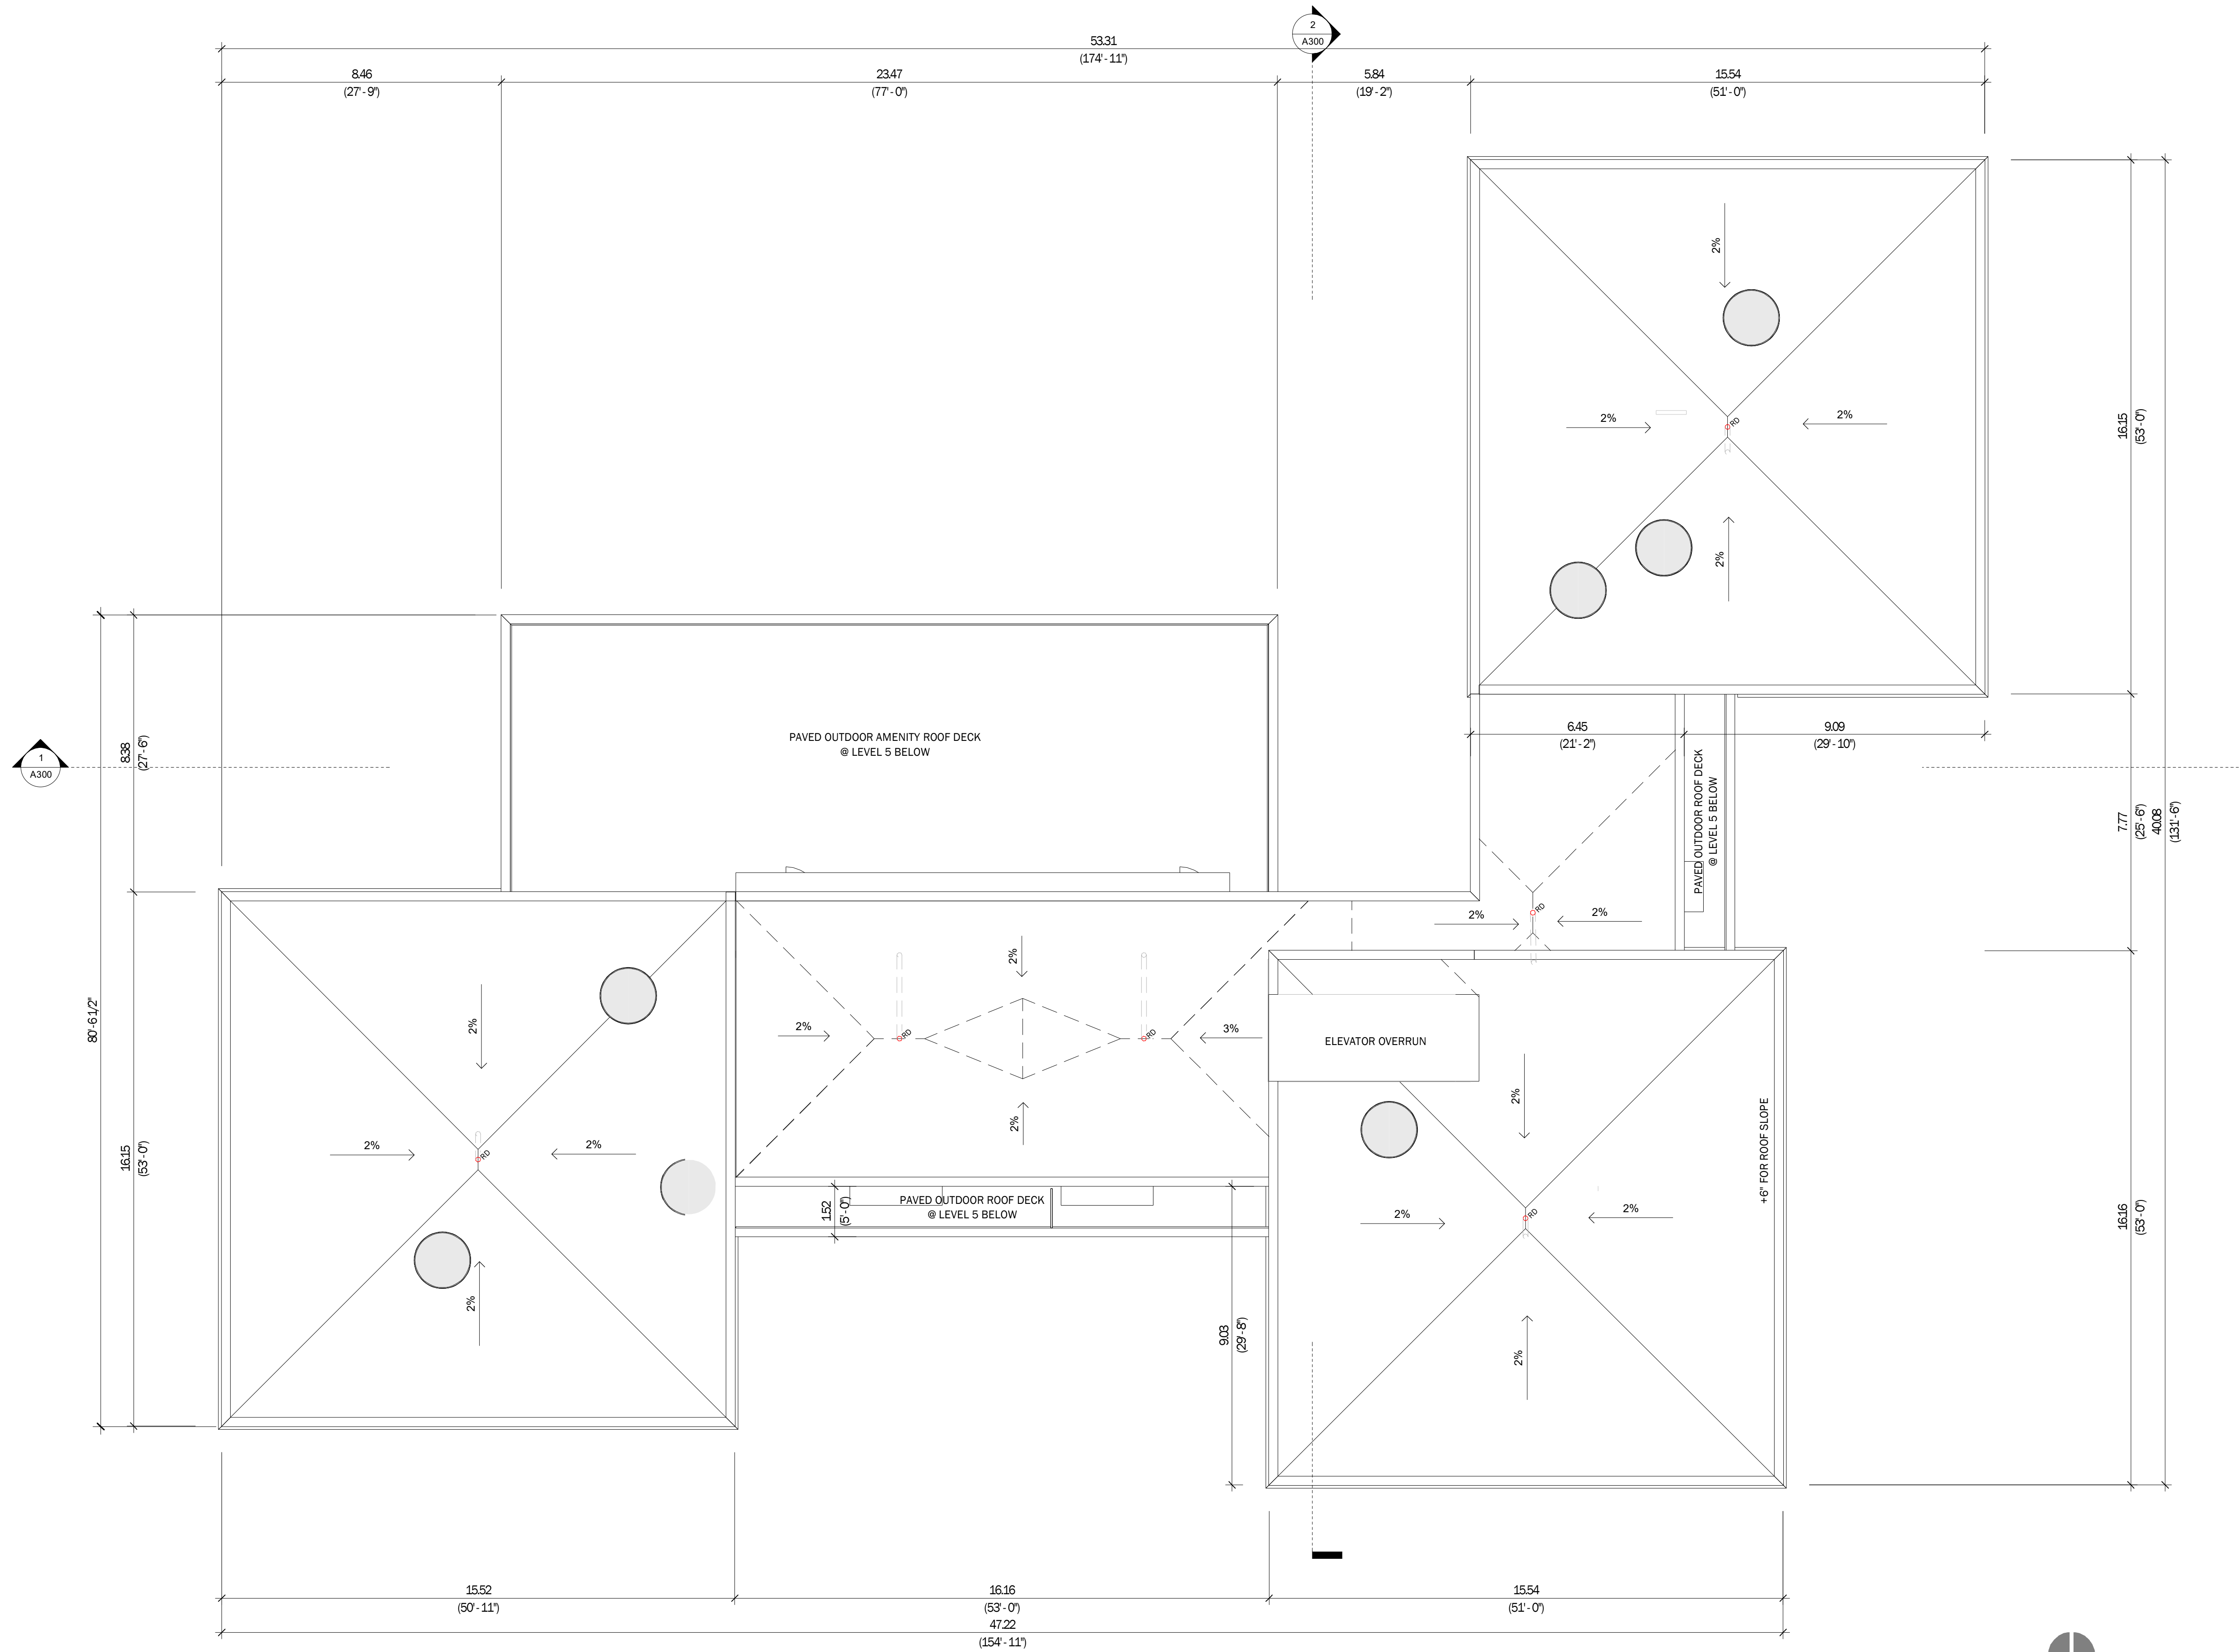 2
A300
53.31
(174' - 11")
8.46
(27' - 9")
23.47
(77' - 0")
5.84
(19' - 2")
15.54
(51' - 0")
2%
2%
RD
2%
2%
16.15
(53' - 0")
6.45
(21' - 2")
9.09
(29' - 10")
PAVED OUTDOOR AMENITY ROOF DECK
@ LEVEL 5 BELOW
1
A300
8.38
(27' - 6")
PAVED OUTDOOR ROOF DECK
@ LEVEL 5 BELOW
7.77
(25' - 6")
40.08
(131' - 6")
2%
RD
2%
80' - 6 1/2"
16.15
(53' - 0")
2%
2%
RD
2%
2%
2%
2%
RD
RD
3%
2%
ELEVATOR OVERRUN
2%
+6" FOR ROOF SLOPE
2%
RD
2%
2%
16.16
(53' - 0")
1.52
(5' - 0")
PAVED OUTDOOR ROOF DECK
@ LEVEL 5 BELOW
9.03
(29' - 8")
15.52
(50' - 11")
16.16
(53' - 0")
15.54
(51' - 0")
47.22
(154' - 11")